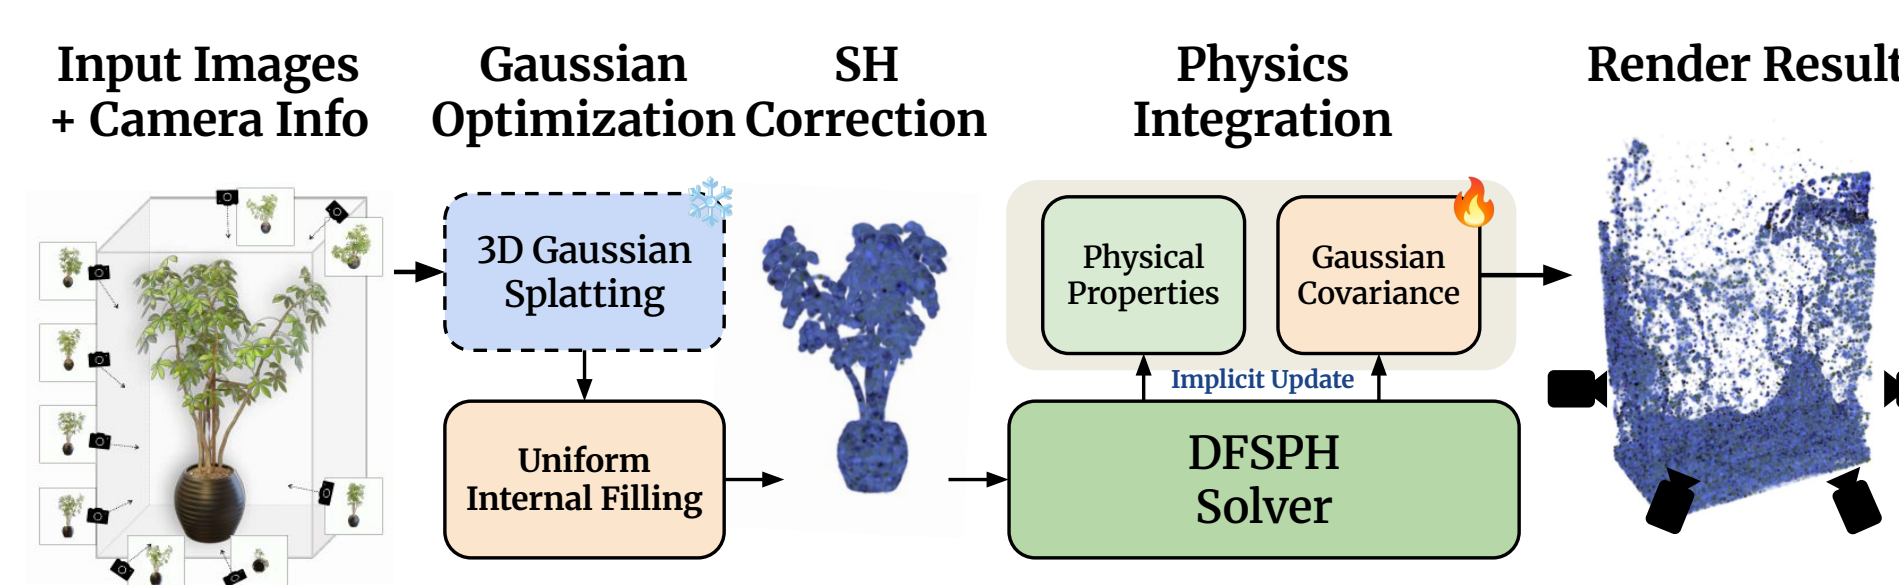 Input Images
+ Camera Info
Gaussian
Optimization
SH
Correction
Physics
Integration
Render Result
3D Gaussian
Splatting
Uniform
Internal Filling
Physical
Properties
Gaussian
Covariance
Implicit Update
DFSPH
Solver